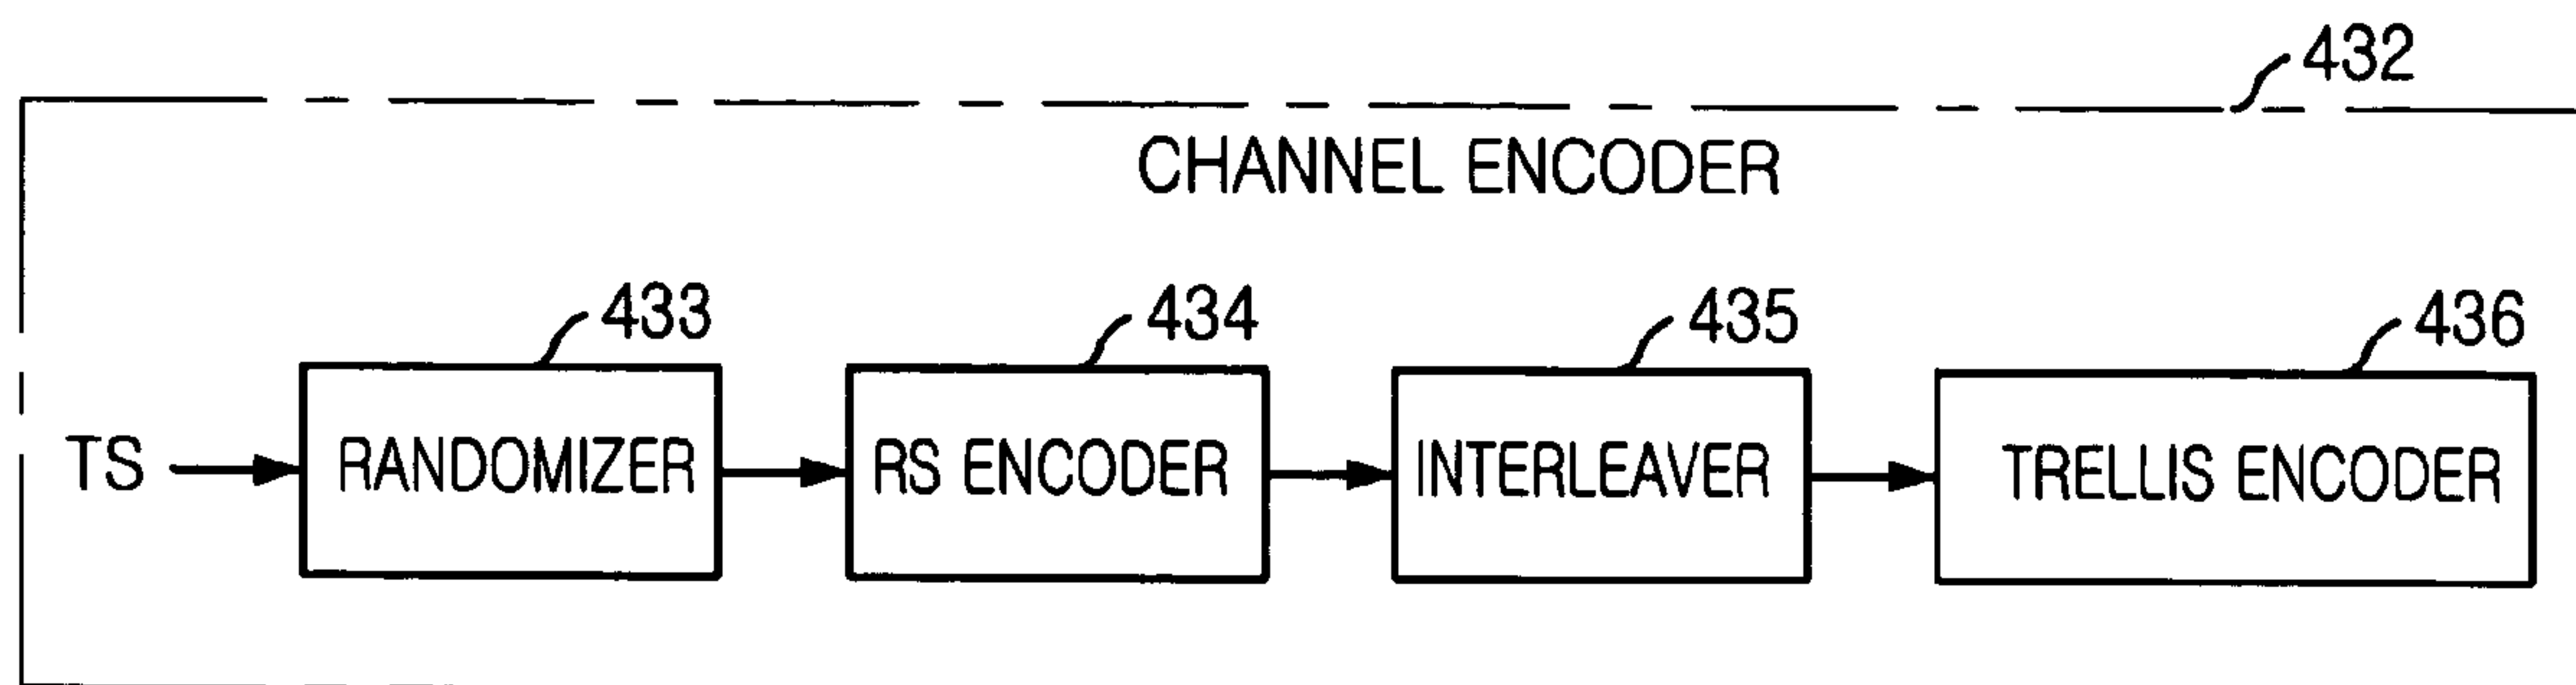 432
CHANNEL ENCODER
433
434
435
436
TS
RANDOMIZER
RS ENCODER
INTERLEAVER
TRELLIS ENCODER